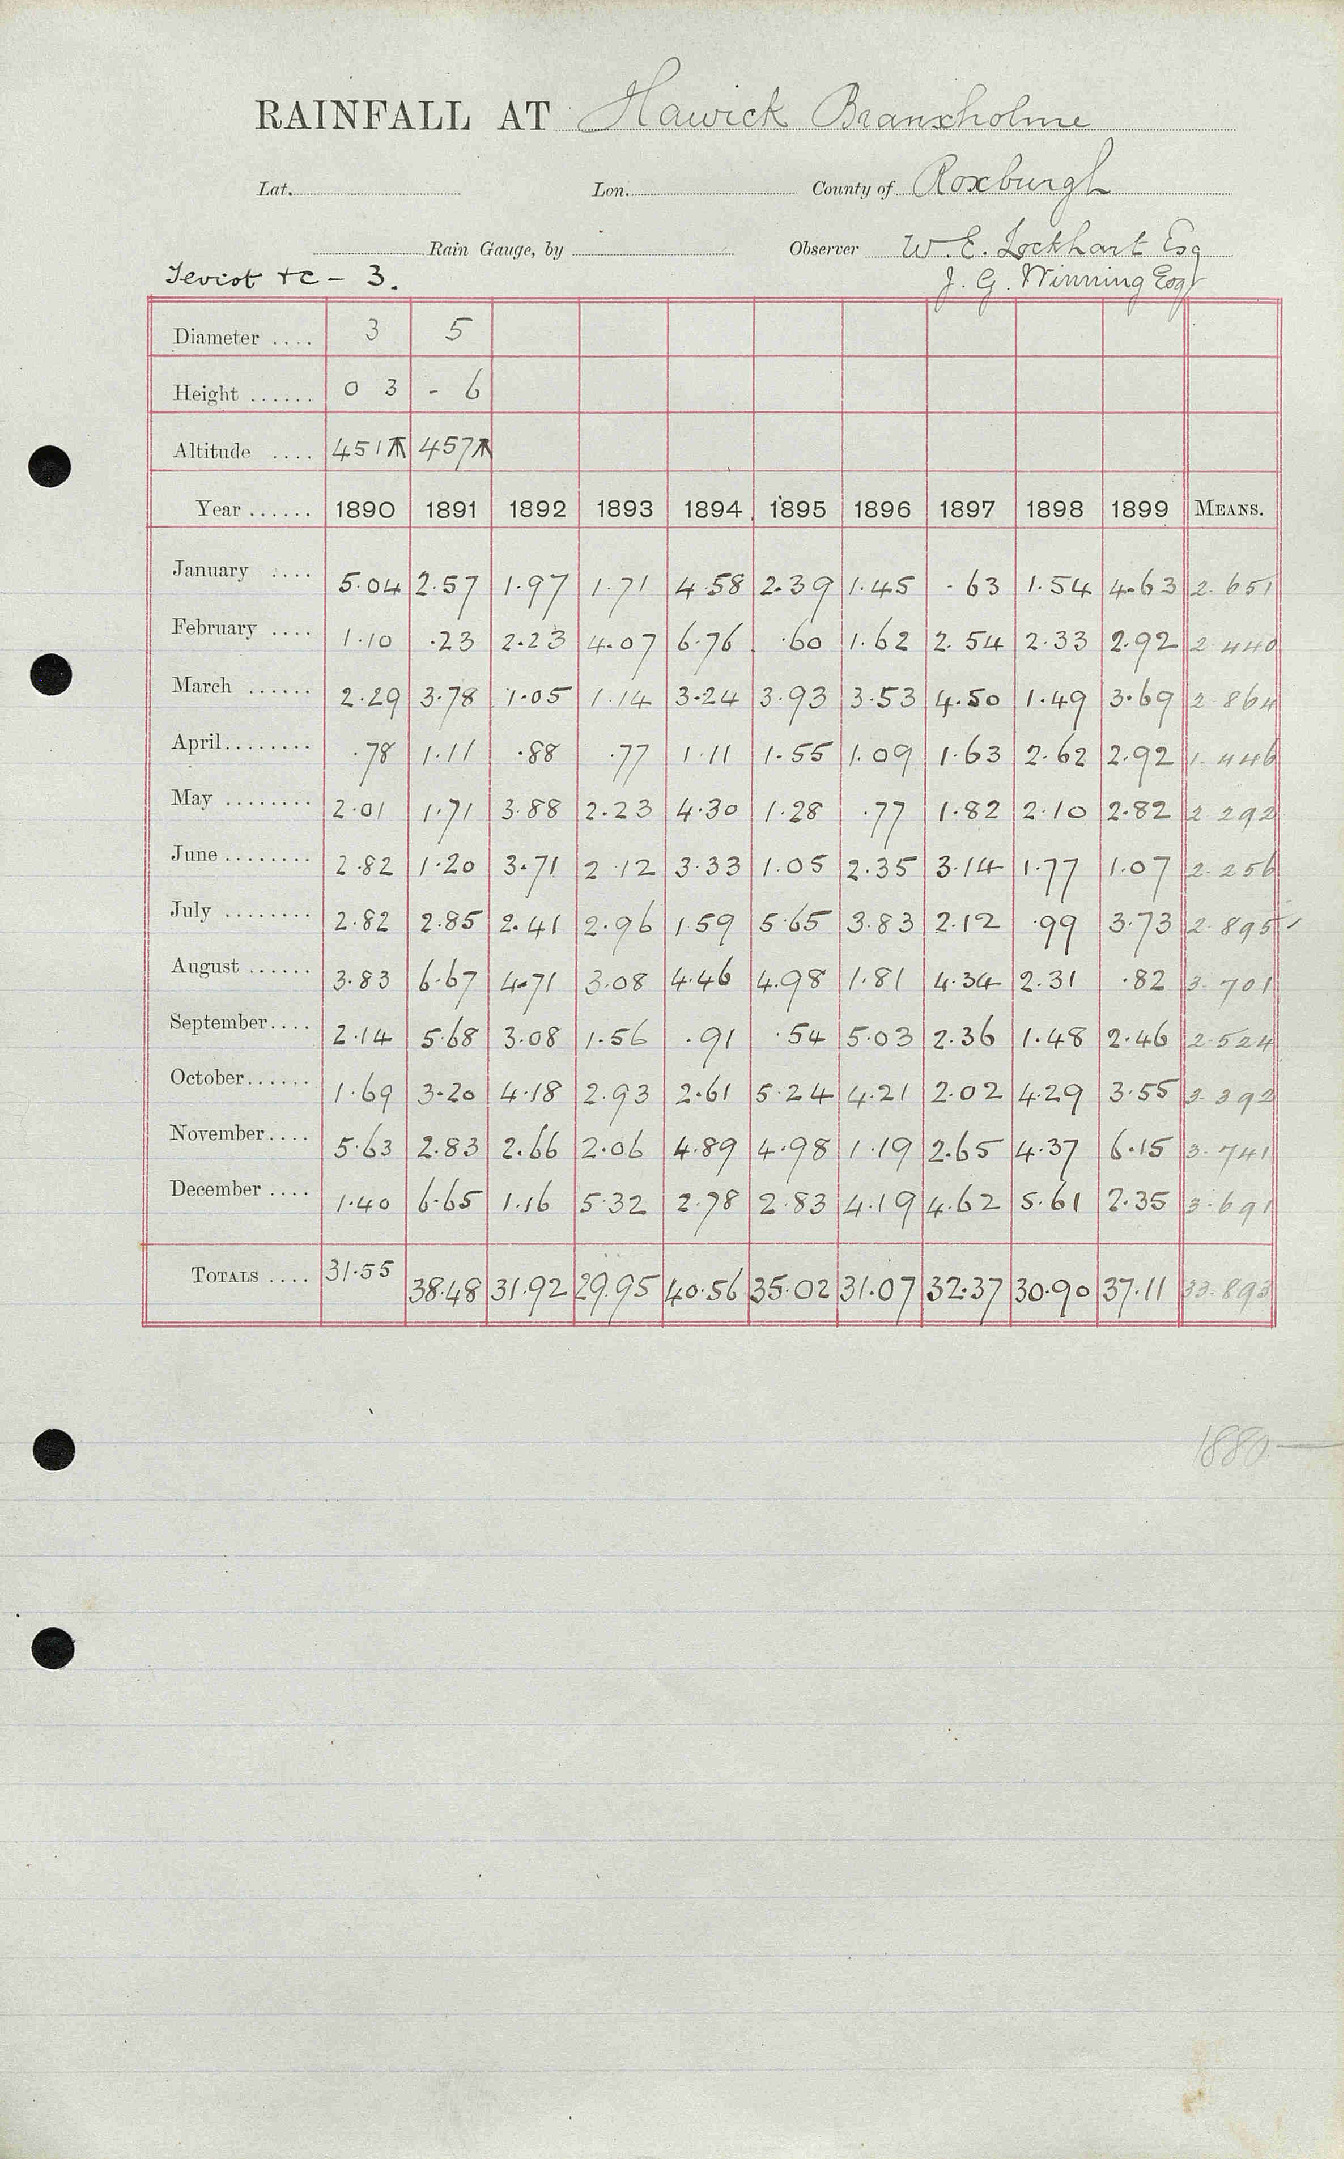 RAINFALL AT Hawick Branxholme
Lat. Lon. County of Roxburgh
Rain Gauge, by Observer W. E. Lockhart Esq
Teviot +c - 3. J. G. Winning Esqr
Diameter .... 3 5
Height ...... 0 3 - 6
Altitude .... 451 457
Year ...... 1890 1891 1892 1893 1894 1895 1896 1897 1898 1899 MEANS.
January .... 5.04 2.57 1.97 1.71 4.58 2.39 1.45 .63 1.54 4.63 2.651
February .... 1.10 .23 2.23 4.07 6.76 .60 1.62 2.54 2.33 2.92 2.440
March ...... 2.29 3.78 1.05 1.14 3.24 3.93 3.53 4.50 1.49 3.69 2.864
April........ .78 1.11 .88 .77 1.11 1.55 1.09 1.63 2.62 2.92 1.446
May ........ 2.01 1.71 3.88 2.23 4.30 1.28 .77 1.82 2.10 2.82 2.292
June ........ 2.82 1.20 3.71 2.12 3.33 1.05 2.35 3.14 1.77 1.07 2.256
July ........ 2.82 2.85 2.41 2.96 1.59 5.65 3.83 2.12 .99 3.73 2.895
August ...... 3.83 6.67 4.71 3.08 4.46 4.98 1.81 4.34 2.31 .82 3.701
September.... 2.14 5.68 3.08 1.56 .91 .54 5.03 2.36 1.48 2.46 2.524
October...... 1.69 3.20 4.18 2.93 2.61 5.24 4.21 2.02 4.29 3.55 3.392
November.... 5.63 2.83 2.66 2.06 4.89 4.98 1.19 2.65 4.37 6.15 3.741
December .... 1.40 6.65 1.16 5.32 2.78 2.83 4.19 4.62 5.61 2.35 3.691
TOTALS .... 31.55 38.48 31.92 29.95 40.56 35.02 31.07 32.37 30.90 37.11 33.893
1880 —